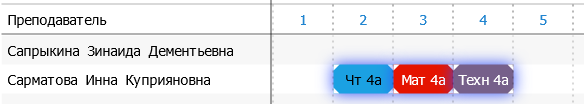 Преподаватель 1 2 3 4 5
Сапрыкина Зинаида Дементьевна
Сарматова Инна Куприяновна Чт 4а Мат 4а Техн 4а